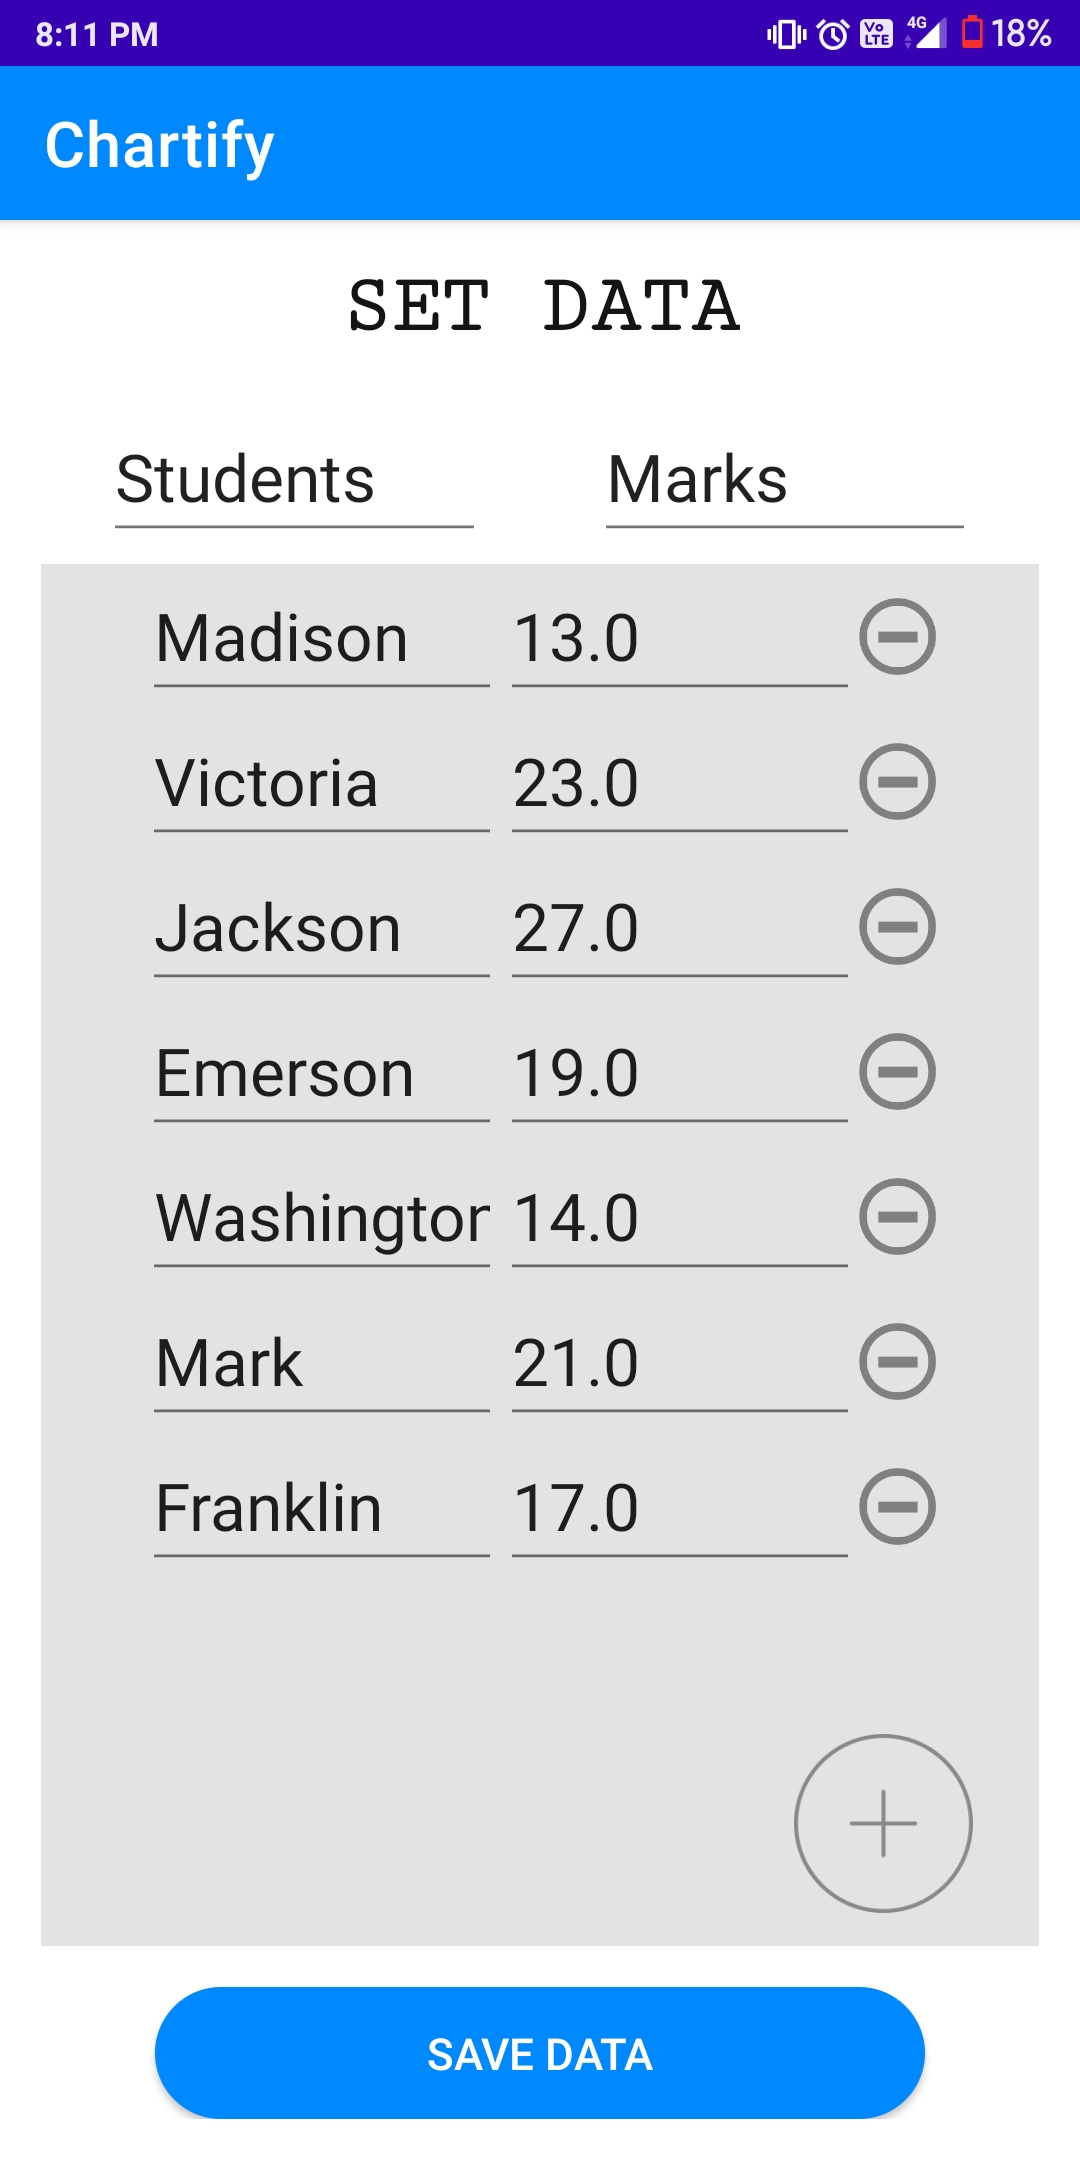 8:11 PM Vo LTE 4G 18%
Chartify
SET DATA
Students Marks
Madison 13.0
Victoria 23.0
Jackson 27.0
Emerson 19.0
Washington 14.0
Mark 21.0
Franklin 17.0
SAVE DATA